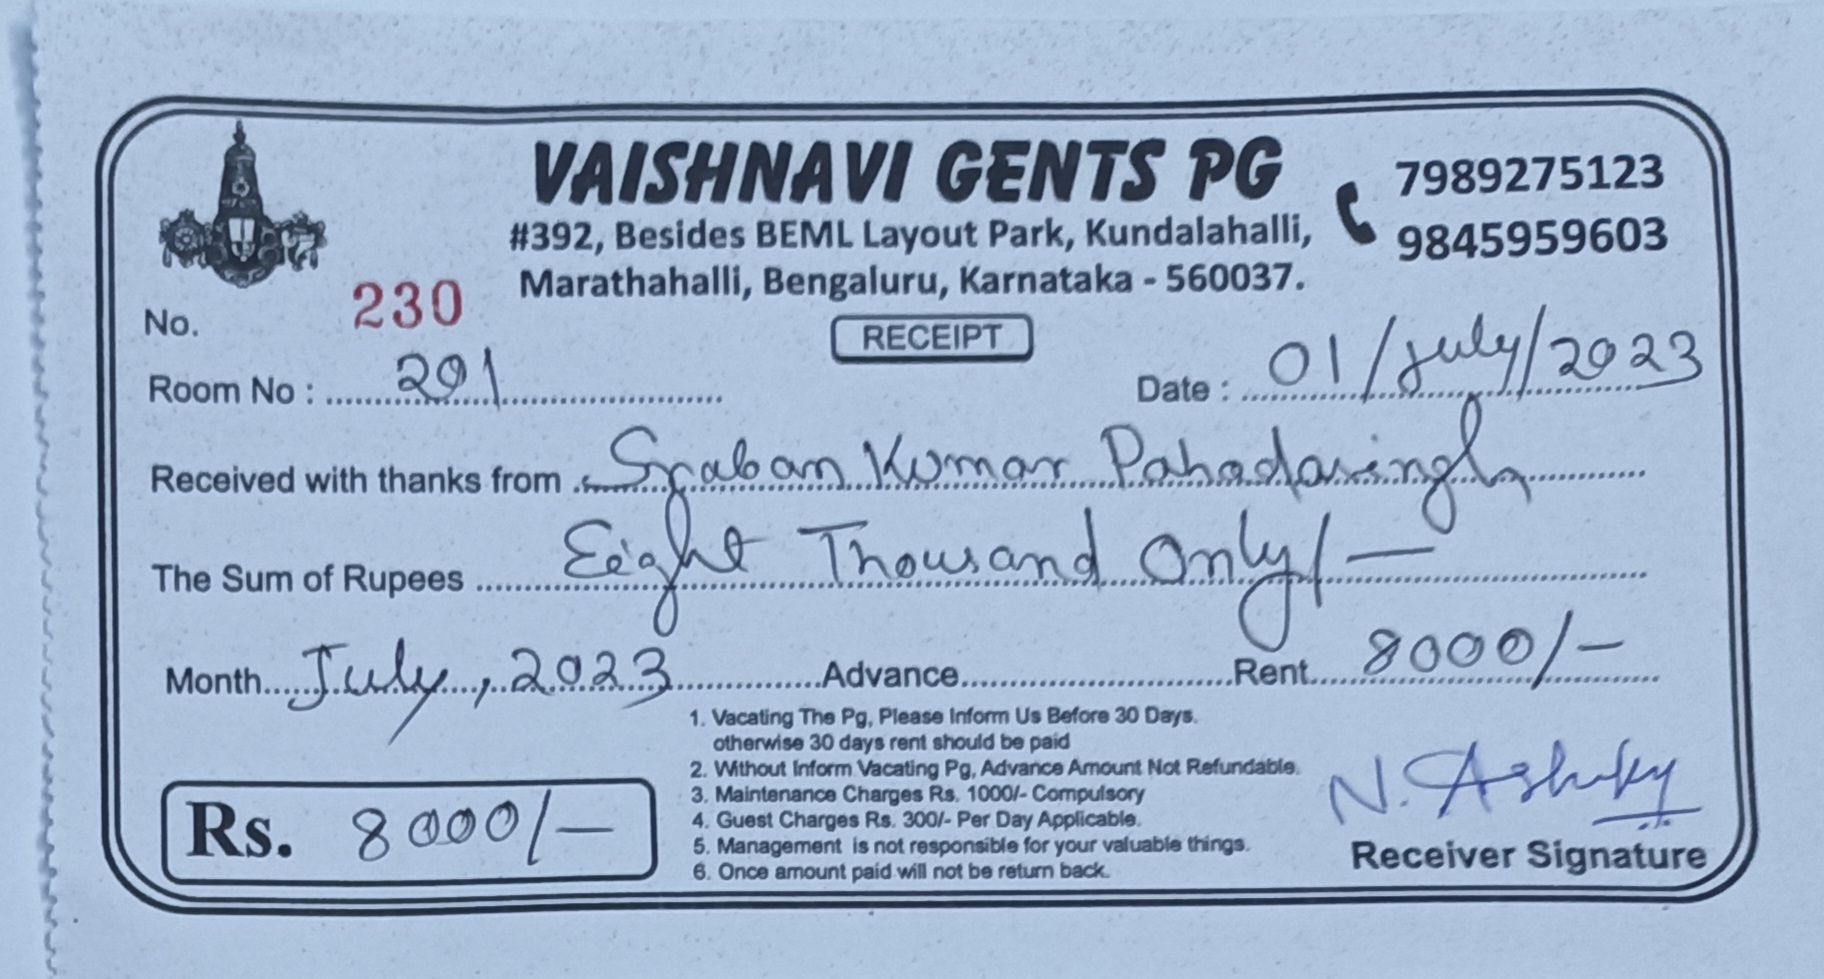 VAISHNAVI GENTS PG
#392, Besides BEML Layout Park, Kundalahalli,
Marathahalli, Bengaluru, Karnataka - 560037.
7989275123
9845959603
No. 230
RECEIPT
Room No : 201 Date : 01/July/2023
Received with thanks from Sraban Kumar Pahadasingh
The Sum of Rupees Eight Thousand Only/-
Month July, 2023 Advance Rent 8000/-
1. Vacating The Pg, Please Inform Us Before 30 Days.
otherwise 30 days rent should be paid
2. Without Inform Vacating Pg, Advance Amount Not Refundable.
3. Maintenance Charges Rs. 1000/- Compulsory
4. Guest Charges Rs. 300/- Per Day Applicable.
5. Management is not responsible for your valuable things.
6. Once amount paid will not be return back.
Rs. 8000/-
N.
Receiver Signature